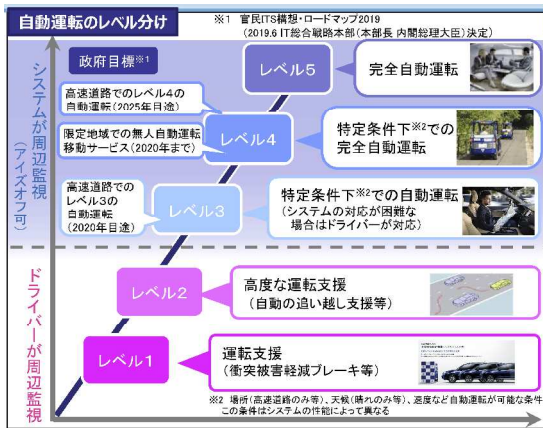 自動運転のレベル分け
※1 官民ITS構想・ロードマップ2019
(2019.6 IT総合戦略本部(本部長 内閣総理大臣)決定)
政府目標※1
システムが周辺監視
(アイズオフ可)
ドライバーが周辺監視
レベル5
完全自動運転
高速道路でのレベル4の
自動運転(2025年目途)
限定地域での無人自動運転
移動サービス(2020年まで)
レベル4
特定条件下※2での
完全自動運転
高速道路での
レベル3の
自動運転
(2020年目途)
レベル3
特定条件下※2での自動運転
(システムの対応が困難な
場合はドライバーが対応)
レベル2
高度な運転支援
(自動の追い越し支援等)
レベル1
運転支援
(衝突被害軽減ブレーキ等)
※2 場所(高速道路のみ等)、天候(晴れのみ等)、速度など自動運転が可能な条件
この条件はシステムの性能によって異なる